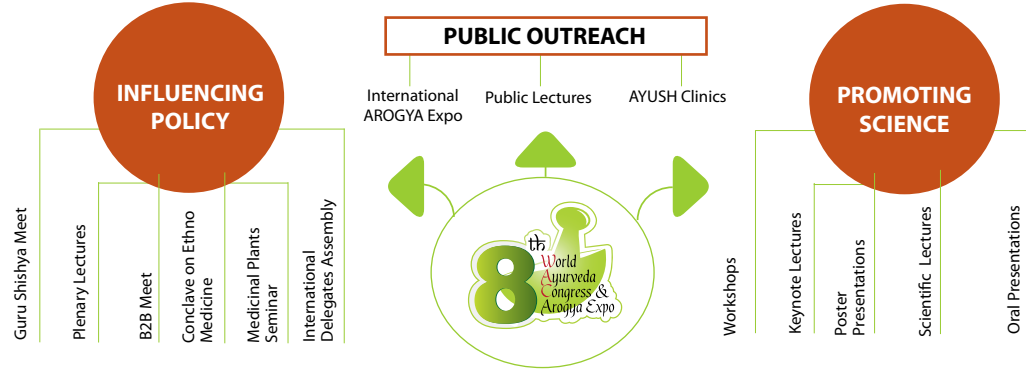 INFLUENCING
POLICY
Guru Shishya Meet
Plenary Lectures
B2B Meet
Conclave on Ethno
Medicine
Medicinal Plants
Seminar
International
Delegates Assembly
PUBLIC OUTREACH
International
AROGYA Expo
Public Lectures
AYUSH Clinics
8th
World
Ayurveda
Congress &
Arogya Expo
PROMOTING
SCIENCE
Workshops
Keynote Lectures
Poster
Presentations
Scientific Lectures
Oral Presentations